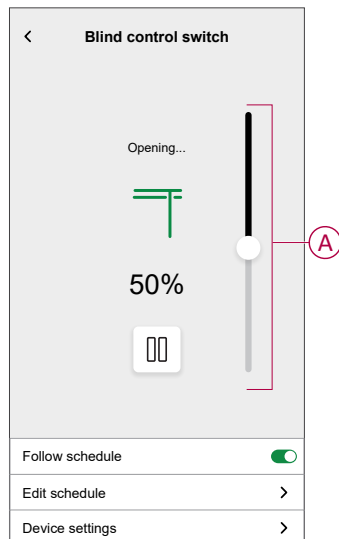 Blind control switch
Opening...
A
50%
Follow schedule
Edit schedule
Device settings